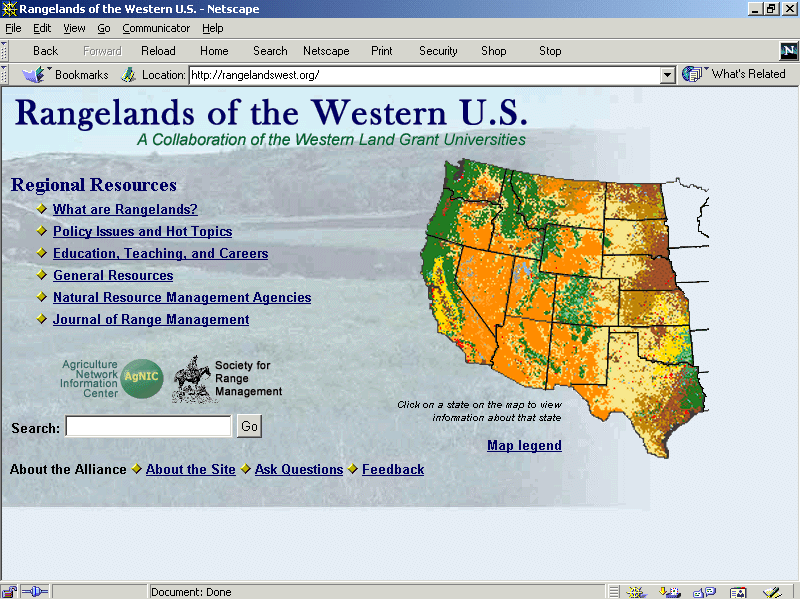 Rangelands of the Western U.S. - Netscape
File Edit View Go Communicator Help
Back Forward Reload Home Search Netscape Print Security Shop Stop
N
Bookmarks Location: http://rangelandswest.org/ What's Related
Rangelands of the Western U.S.
A Collaboration of the Western Land Grant Universities
Regional Resources
What are Rangelands?
Policy Issues and Hot Topics
Education, Teaching, and Careers
General Resources
Natural Resource Management Agencies
Journal of Range Management
Agriculture
Network
Information
Center
AgNIC
Society for
Range
Management
Click on a state on the map to view
information about that state
Search: Go
Map legend
About the Alliance About the Site Ask Questions Feedback
Document: Done